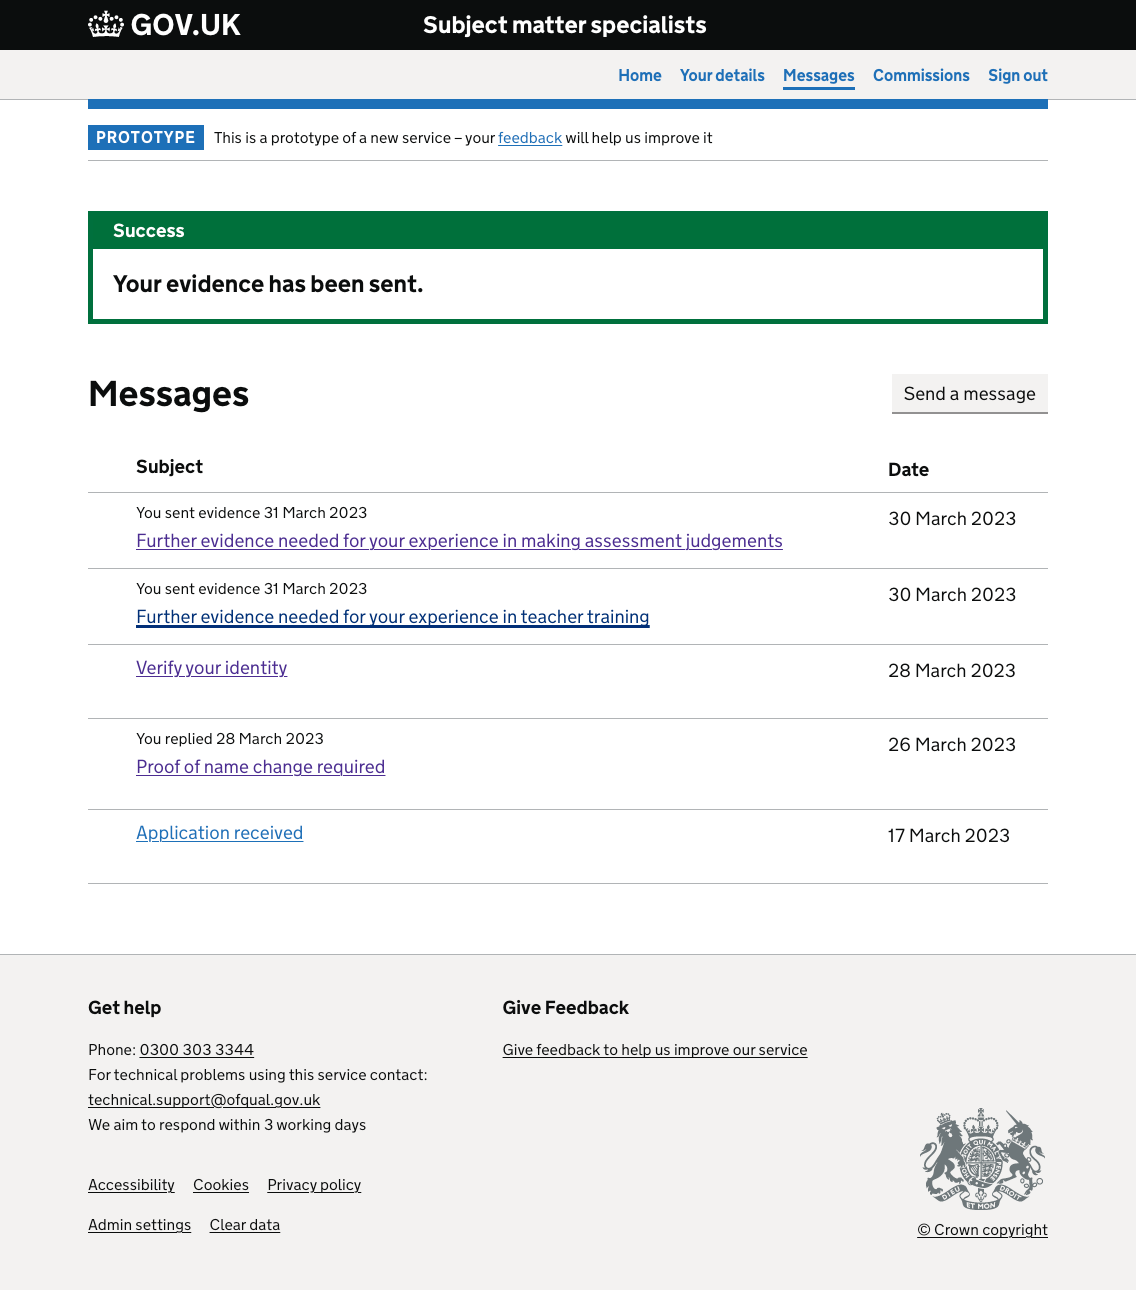 GOV.UK Subject matter specialists
Home Your details Messages Commissions Sign out
PROTOTYPE This is a prototype of a new service – your feedback will help us improve it
Success
Your evidence has been sent.
Messages Send a message
Subject Date
You sent evidence 31 March 2023
Further evidence needed for your experience in making assessment judgements 30 March 2023
You sent evidence 31 March 2023
Further evidence needed for your experience in teacher training 30 March 2023
Verify your identity 28 March 2023
You replied 28 March 2023
Proof of name change required 26 March 2023
Application received 17 March 2023
Get help
Phone: 0300 303 3344
For technical problems using this service contact:
technical.support@ofqual.gov.uk
We aim to respond within 3 working days
Give Feedback
Give feedback to help us improve our service
Accessibility Cookies Privacy policy
Admin settings Clear data
DIEU ET MON DROIT
© Crown copyright